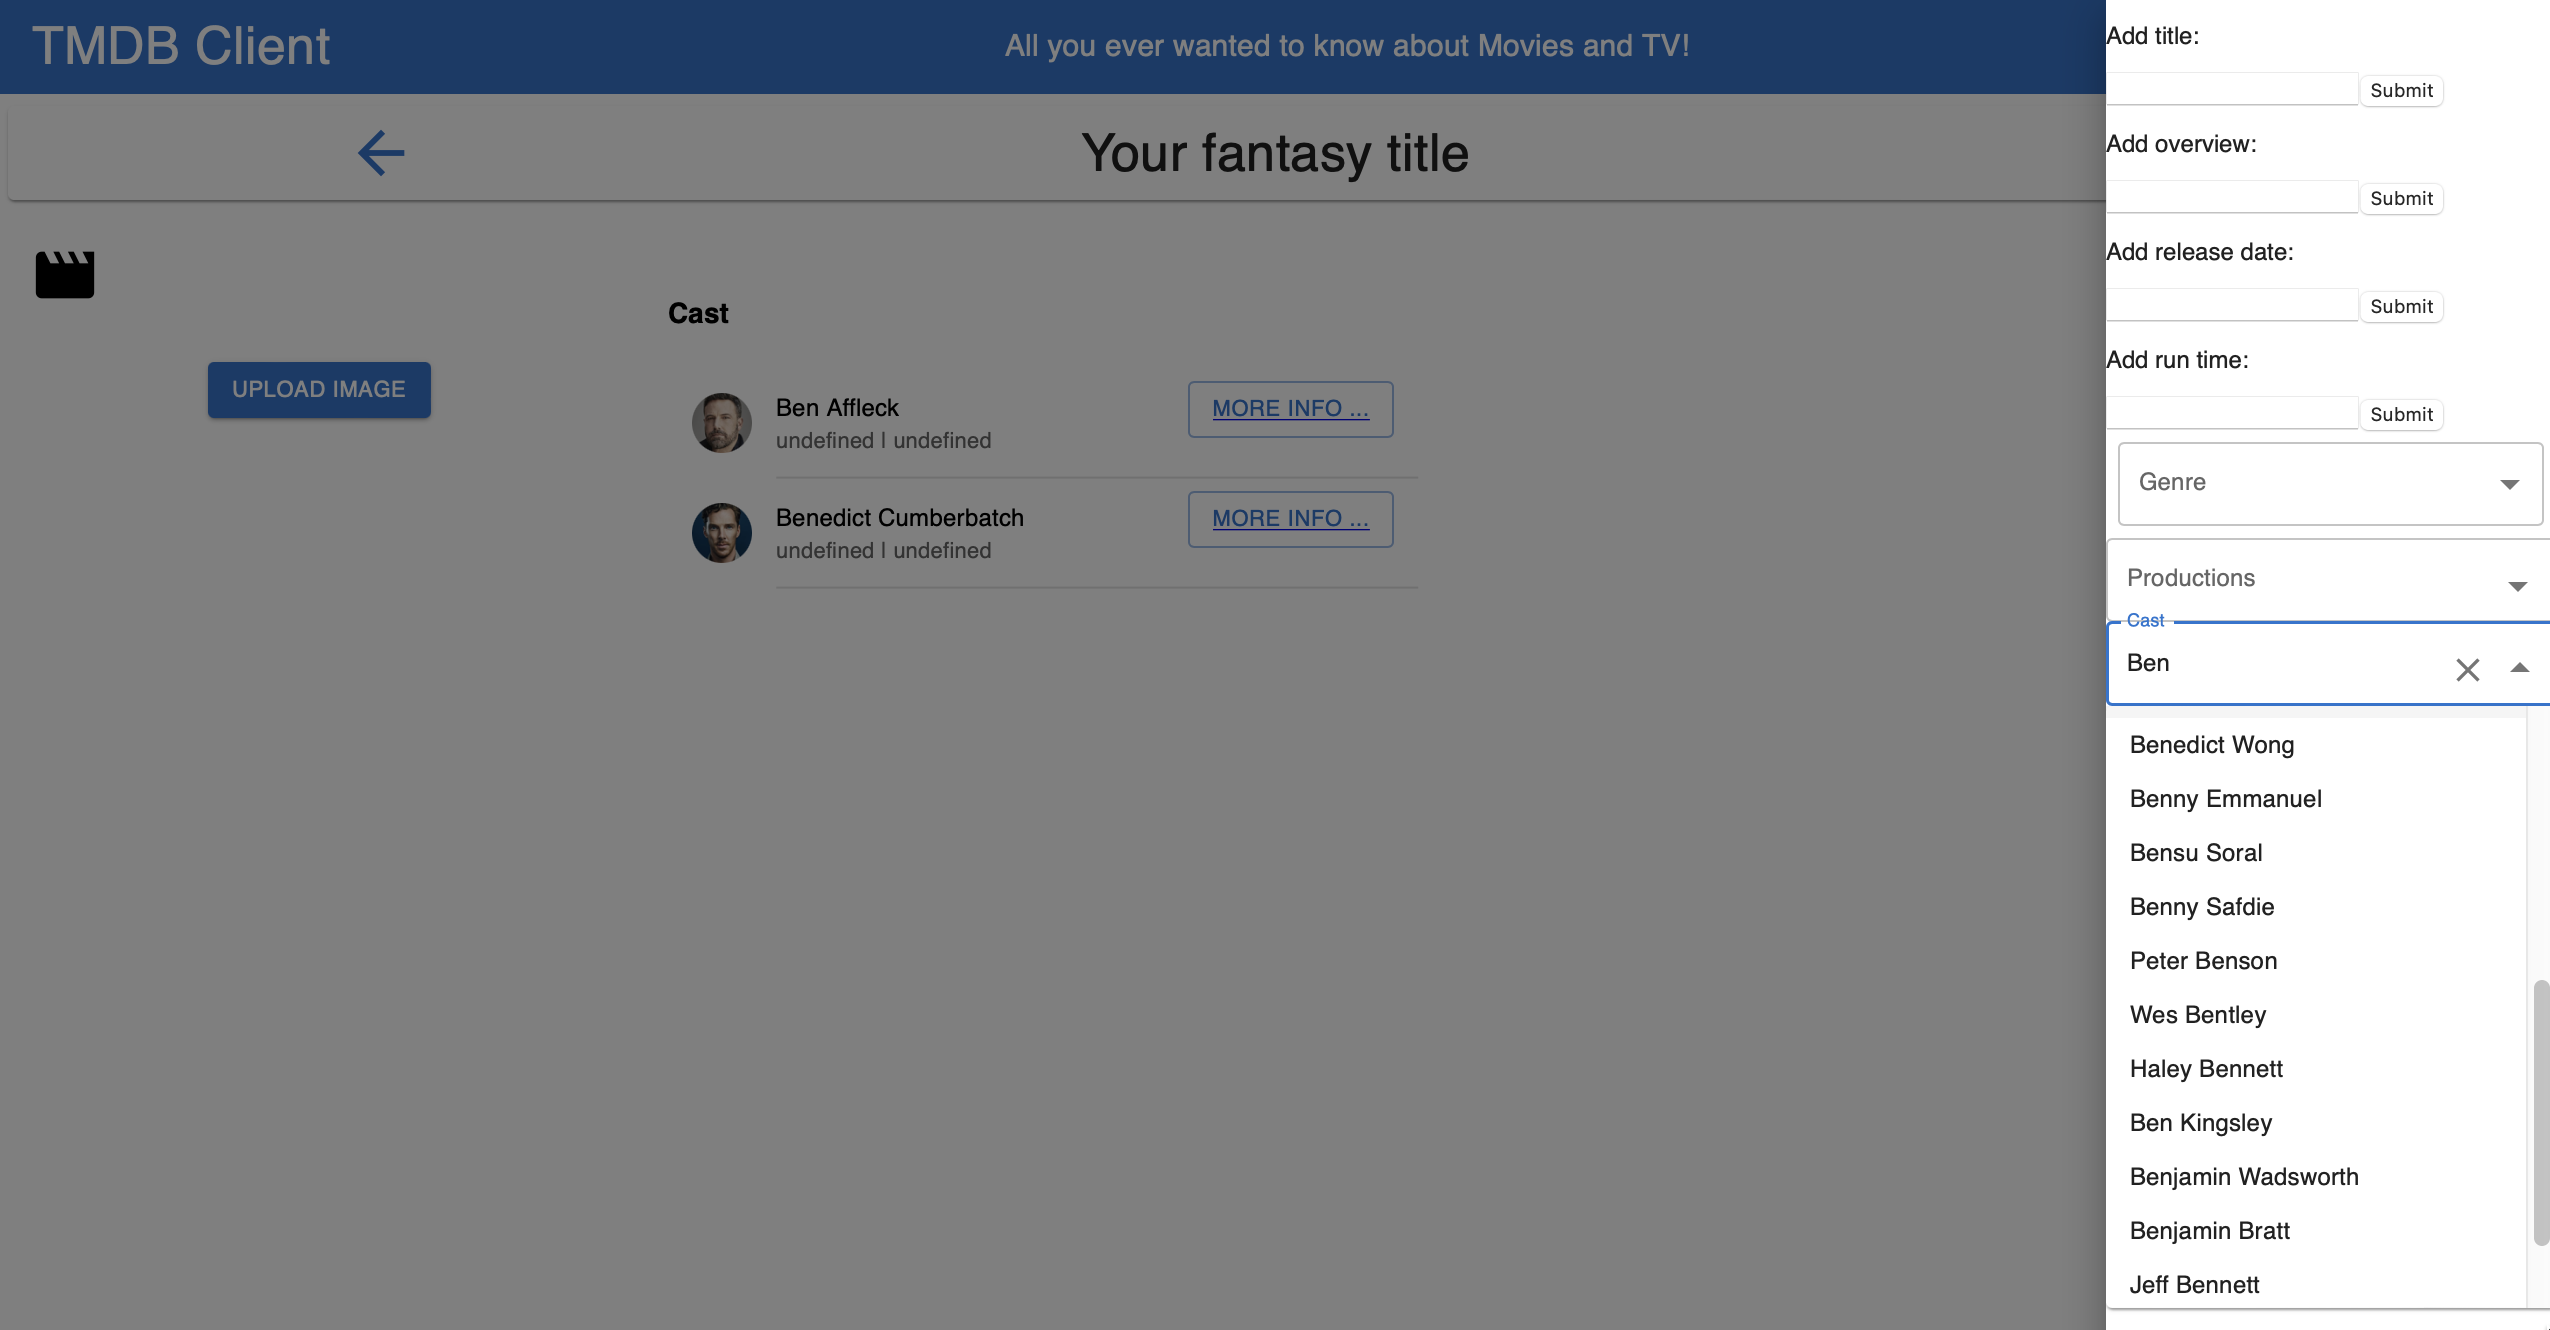 TMDB Client
All you ever wanted to know about Movies and TV!
Your fantasy title
UPLOAD IMAGE
Cast
Ben Affleck
undefined | undefined
MORE INFO ...
Benedict Cumberbatch
undefined | undefined
MORE INFO ...
Add title:
Submit
Add overview:
Submit
Add release date:
Submit
Add run time:
Submit
Genre
Productions
Cast
Ben
Benedict Wong
Benny Emmanuel
Bensu Soral
Benny Safdie
Peter Benson
Wes Bentley
Haley Bennett
Ben Kingsley
Benjamin Wadsworth
Benjamin Bratt
Jeff Bennett